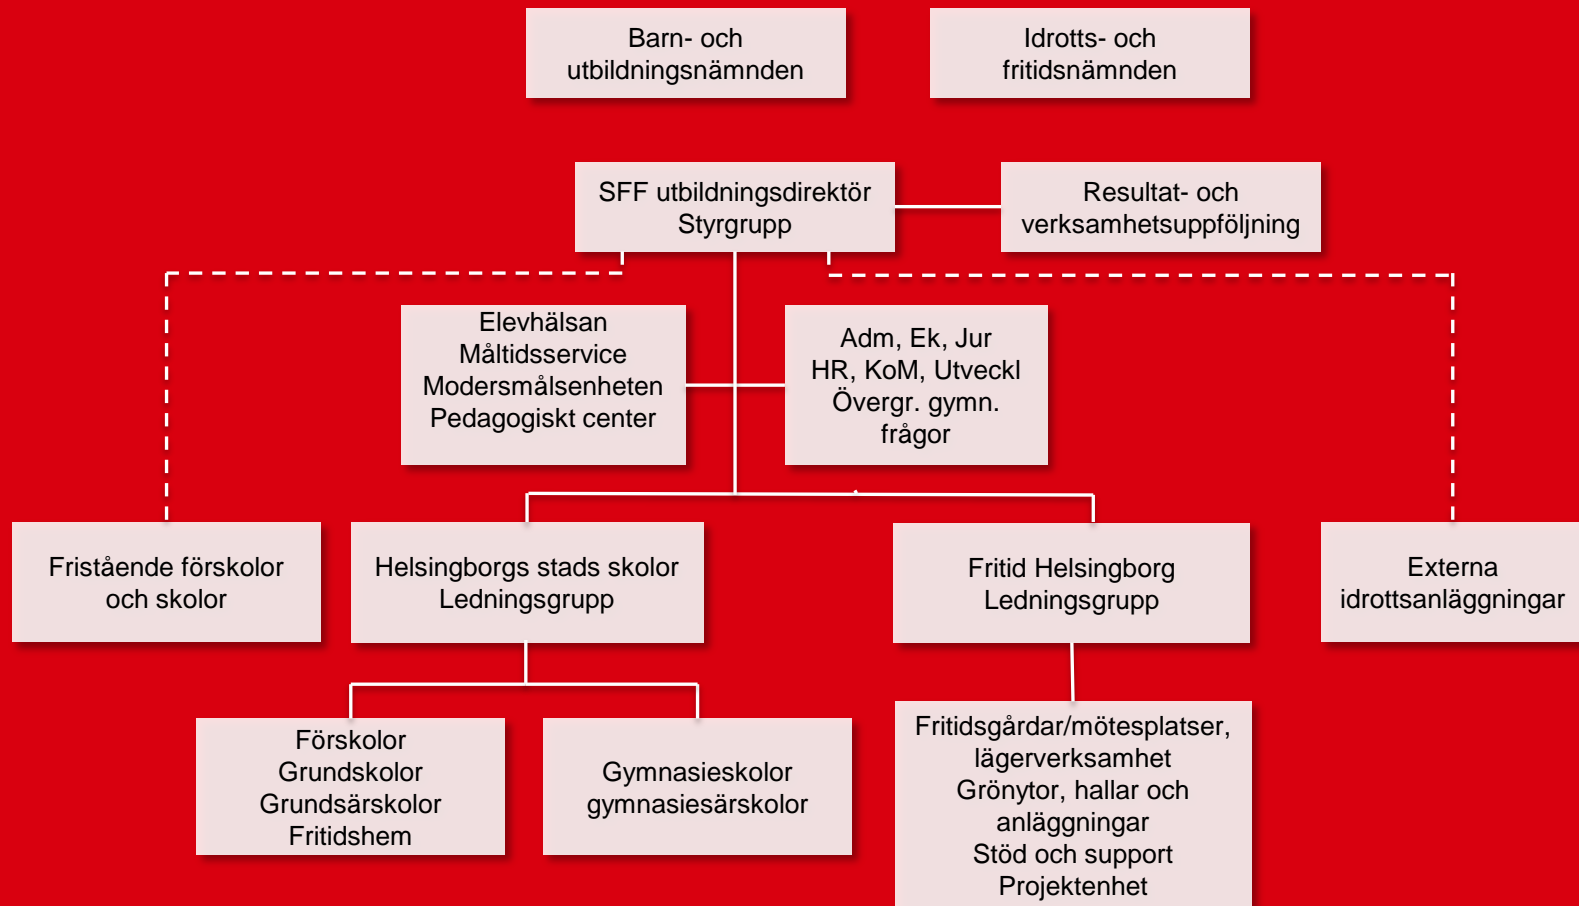 Barn- och
utbildningsnämnden
Idrotts- och
fritidsnämnden
SFF utbildningsdirektör
Styrgrupp
Resultat- och
verksamhetsuppföljning
Elevhälsan
Måltidsservice
Modersmålsenheten
Pedagogiskt center
Adm, Ek, Jur
HR, KoM, Utveckl
Övergr. gymn.
frågor
Fristående förskolor
och skolor
Helsingborgs stads skolor
Ledningsgrupp
Fritid Helsingborg
Ledningsgrupp
Externa
idrottsanläggningar
Förskolor
Grundskolor
Grundsärskolor
Fritidshem
Gymnasieskolor
gymnasiesärskolor
Fritidsgårdar/mötesplatser,
lägerverksamhet
Grönytor, hallar och
anläggningar
Stöd och support
Projektenhet